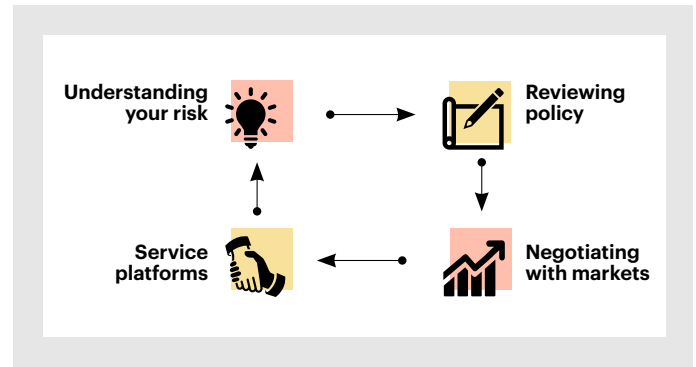 Understanding
your risk
Reviewing
policy
Service
platforms
Negotiating
with markets